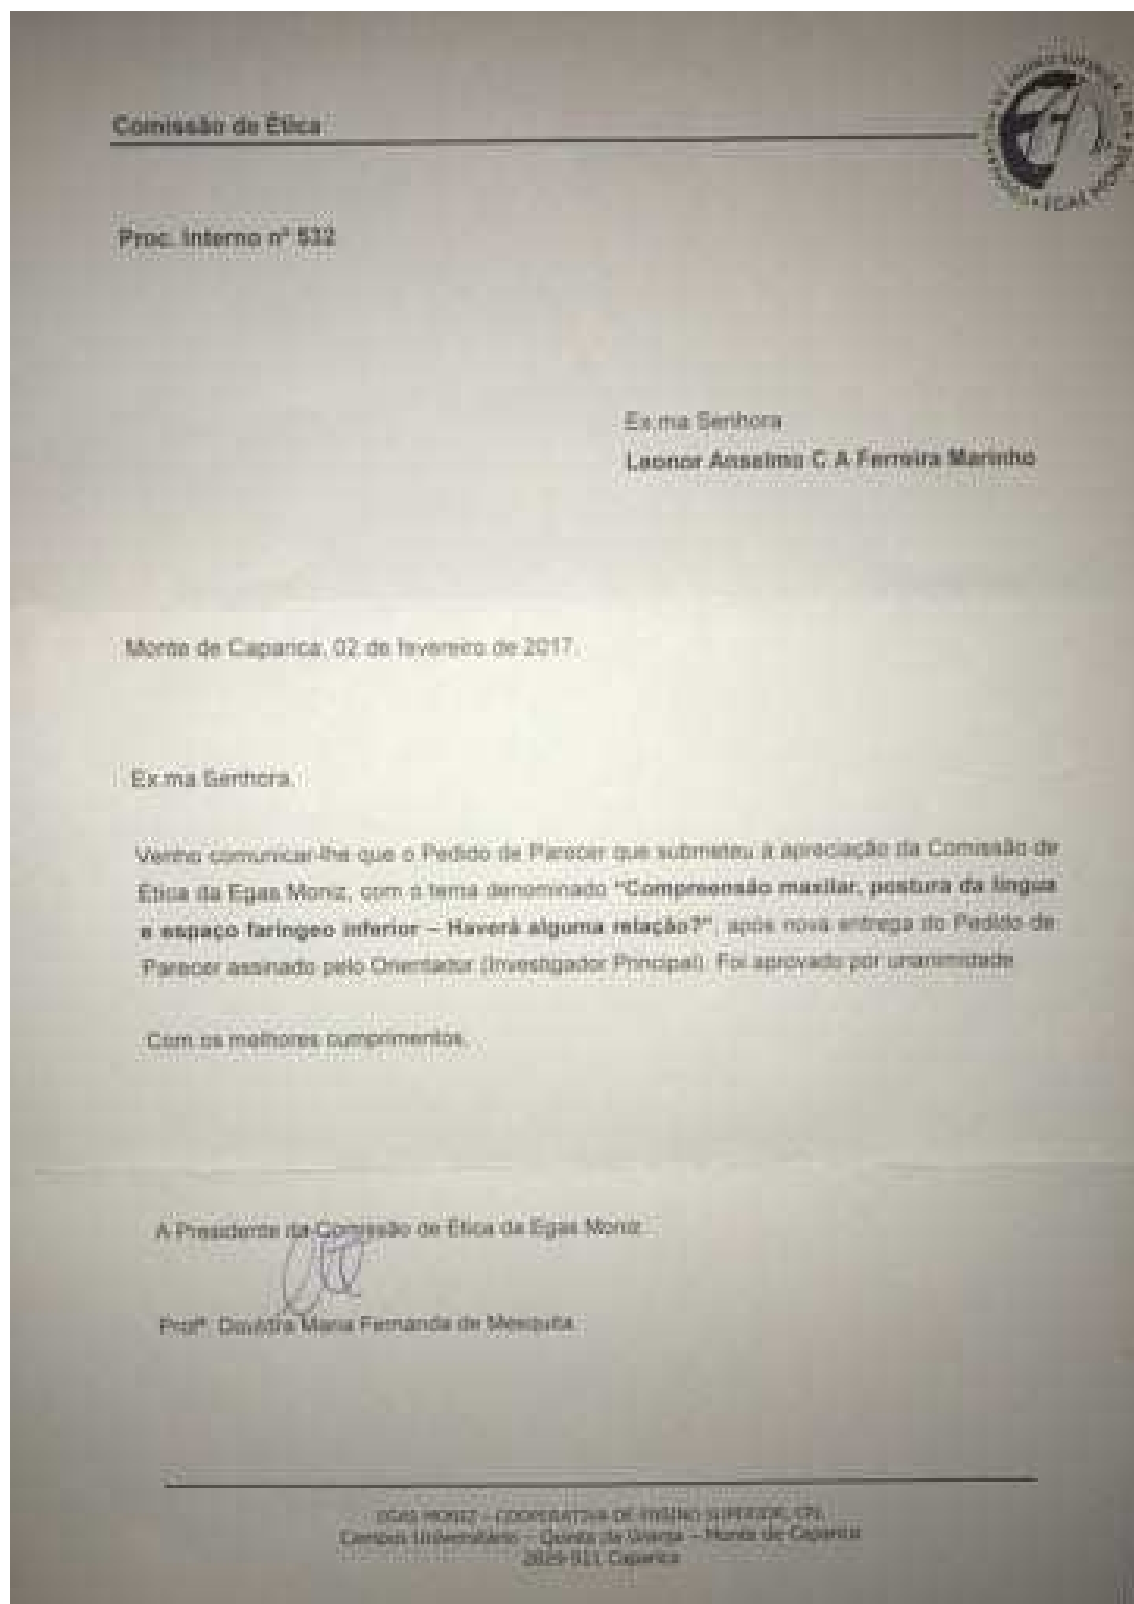 Comissão de Ética
EGAS MONIZ
Proc. Interno nº 532
Ex.ma Senhora
Leonor Anselmo C A Ferreira Marinho
Monte de Caparica, 02 de fevereiro de 2017.
Ex.ma Senhora,
Venho comunicar-lhe que o Pedido de Parecer que submeteu à apreciação da Comissão de
Ética da Egas Moniz, com o tema denominado "Compreensão maxilar, postura da língua
e espaço faríngeo inferior – Haverá alguma relação?", após nova entrega do Pedido de
Parecer assinado pelo Orientador (Investigador Principal). Foi aprovado por unanimidade
Com os melhores cumprimentos,
A Presidente da Comissão de Ética da Egas Moniz
Profª. Doutora Maria Fernanda de Mesquita
EGAS MONIZ – COOPERATIVA DE ENSINO SUPERIOR, CRL
Campus Universitário – Quinta da Granja – Monte de Caparica
2829-511 Caparica